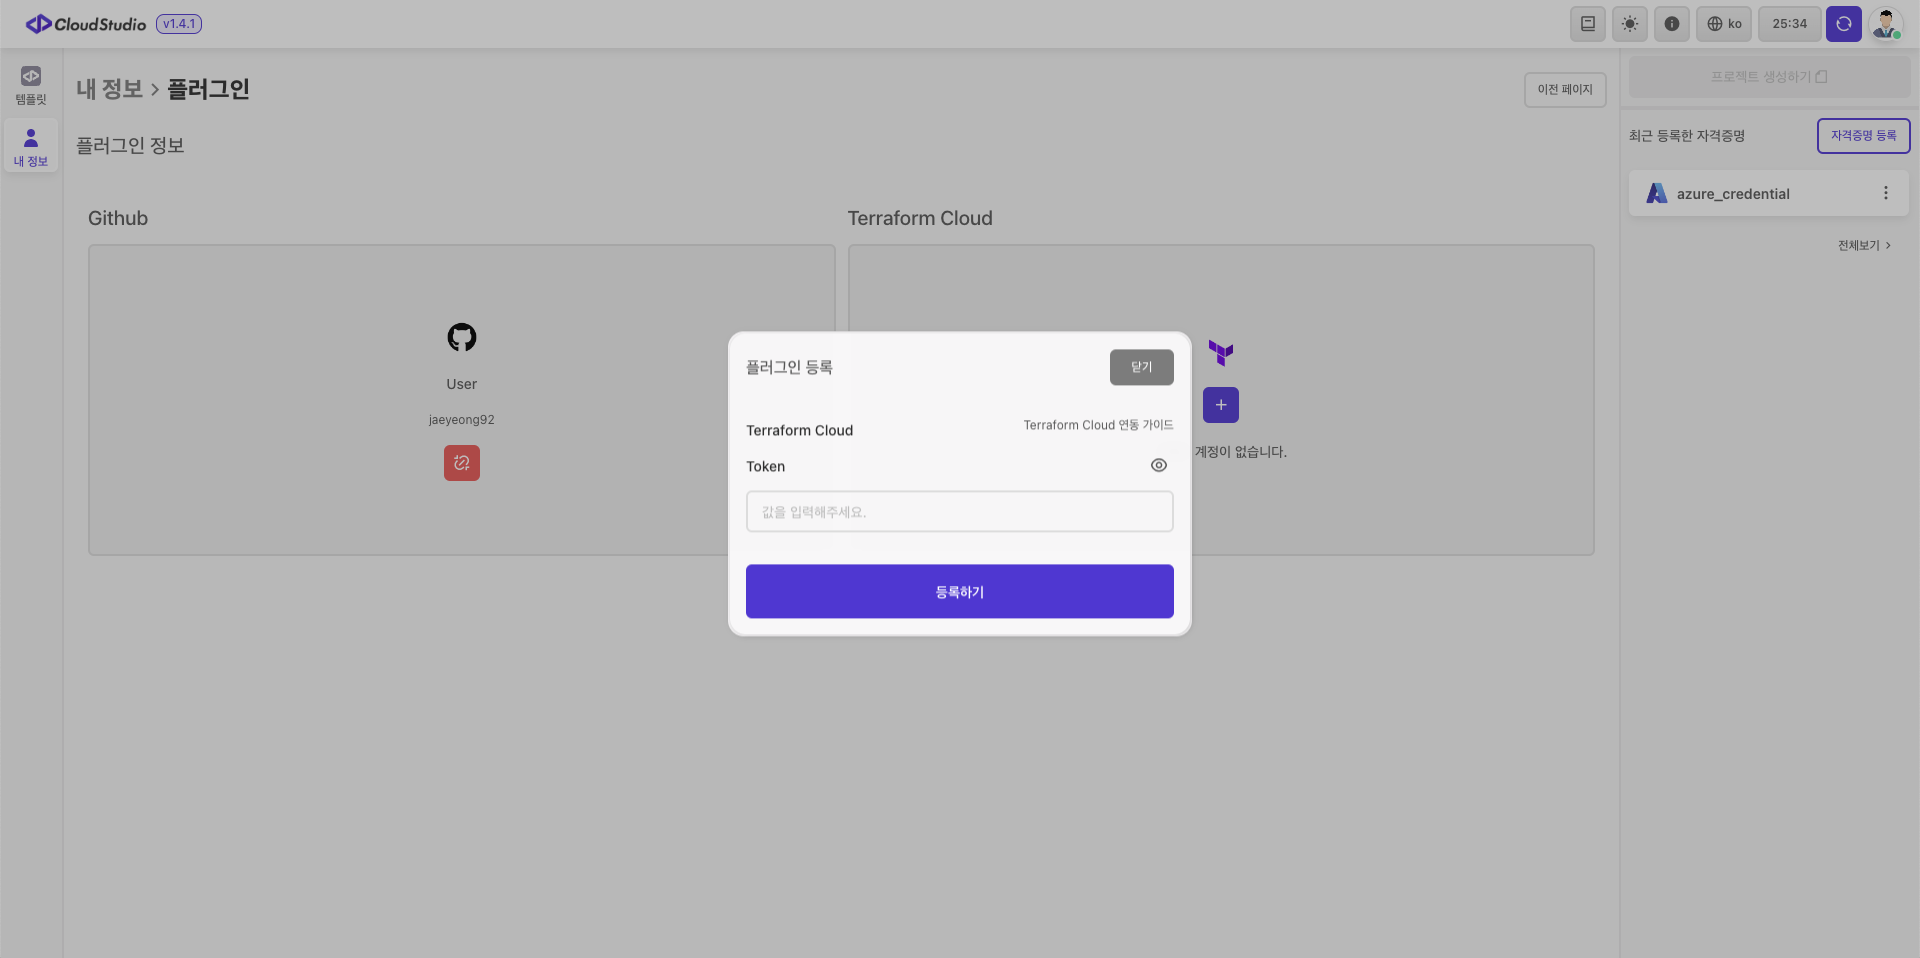 CloudStudio v1.4.1
ko
25:34
템플릿
내 정보
내 정보 > 플러그인
이전 페이지
플러그인 정보
Github
User
jaeyeong92
Terraform Cloud
계정이 없습니다.
플러그인 등록
닫기
Terraform Cloud
Terraform Cloud 연동 가이드
Token
값을 입력해주세요.
등록하기
프로젝트 생성하기
최근 등록한 자격증명
자격증명 등록
azure_credential
전체보기 >